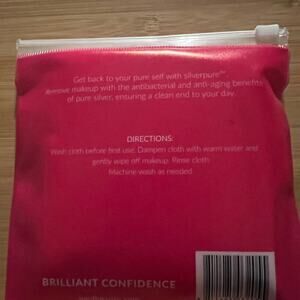 Get back to your pure self with silverpure™
Remove makeup with the antibacterial and anti-aging benefits
of pure silver, ensuring a clean end to your day.
DIRECTIONS:
Wash cloth before first use. Dampen cloth with warm water and
gently wipe off makeup. Rinse cloth.
Machine wash as needed.
BRILLIANT CONFIDENCE